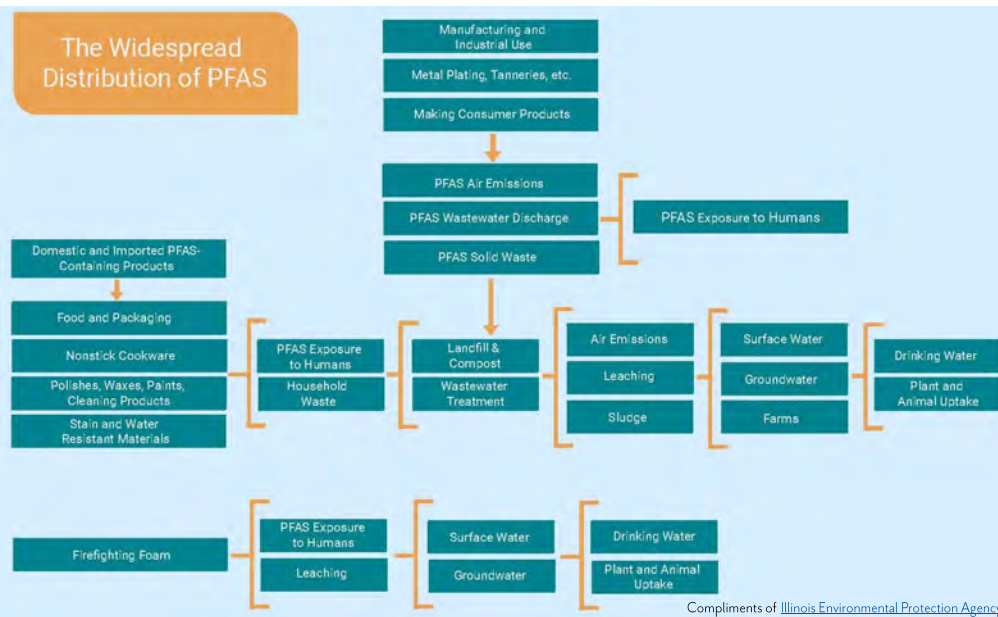 The Widespread
Distribution of PFAS
Manufacturing and
Industrial Use
Metal Plating, Tanneries, etc.
Making Consumer Products
PFAS Air Emissions
PFAS Wastewater Discharge
PFAS Solid Waste
PFAS Exposure to Humans
Domestic and Imported PFAS-
Containing Products
Food and Packaging
Nonstick Cookware
Polishes, Waxes, Paints,
Cleaning Products
Stain and Water
Resistant Materials
PFAS Exposure
to Humans
Household
Waste
Landfill &
Compost
Wastewater
Treatment
Air Emissions
Leaching
Sludge
Surface Water
Groundwater
Farms
Drinking Water
Plant and
Animal Uptake
Firefighting Foam
PFAS Exposure
to Humans
Leaching
Surface Water
Groundwater
Drinking Water
Plant and Animal
Uptake
Compliments of Illinois Environmental Protection Agency